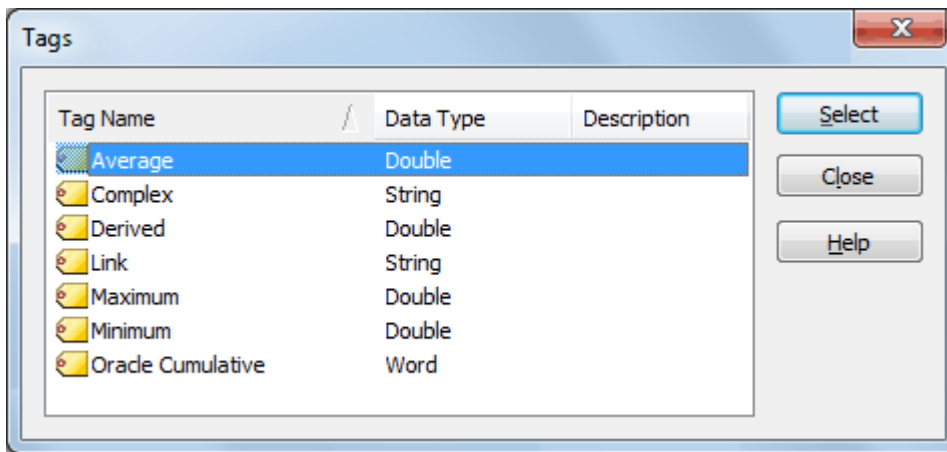 Tags
Tag Name Data Type Description
Average Double
Complex String
Derived Double
Link String
Maximum Double
Minimum Double
Oracle Cumulative Word
Select
Close
Help